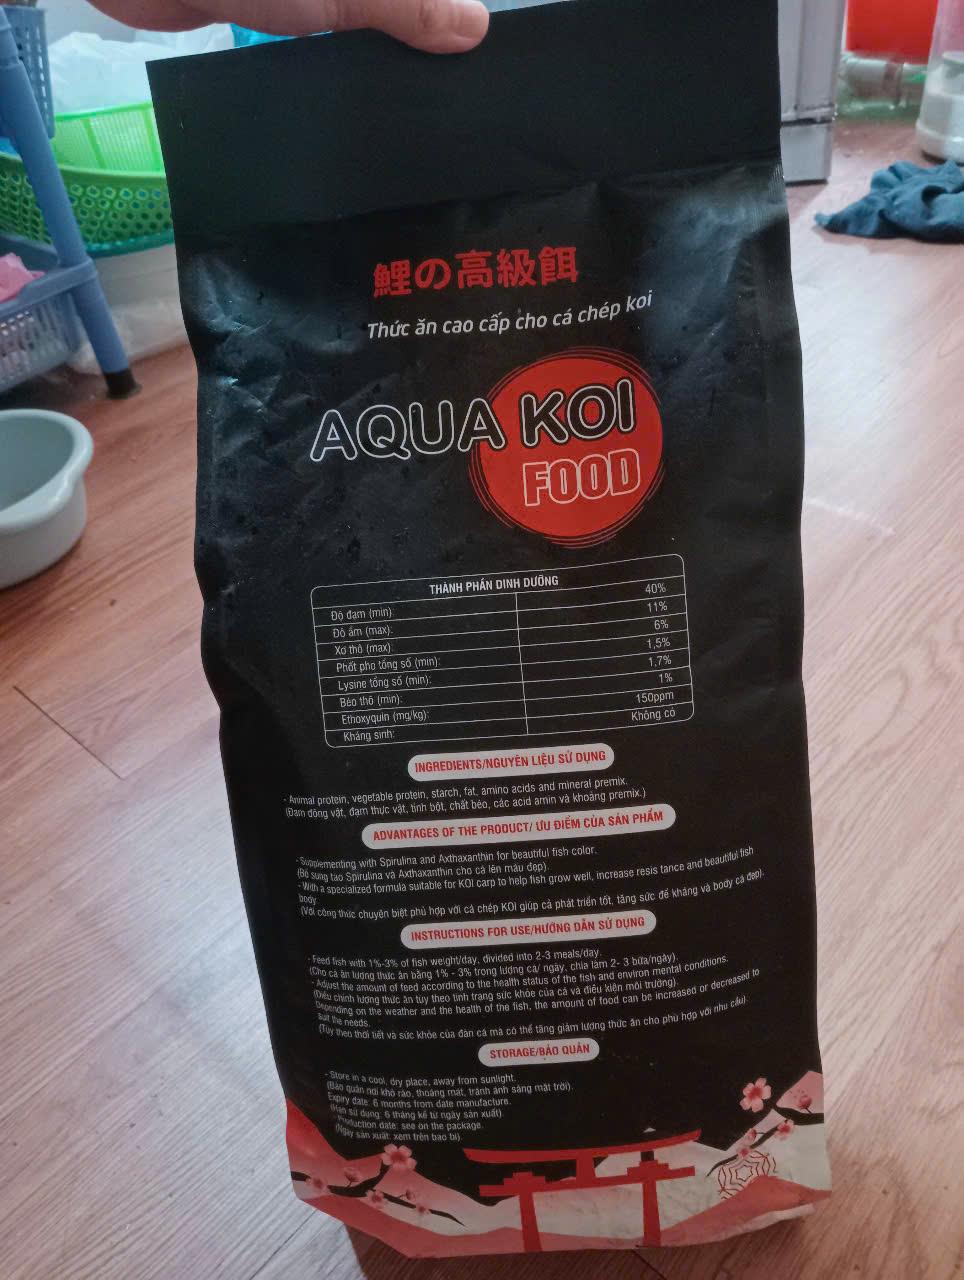 鯉の高級餌
Thức ăn cao cấp cho cá chép koi
AQUA KOI
FOOD
THÀNH PHẦN DINH DƯỠNG
Độ đạm (min): 40%
Độ ẩm (max): 11%
Xơ thô (max): 6%
Phốt pho tổng số (min): 1,5%
Lysine tổng số (min): 1,7%
Béo thô (min): 1%
Ethoxyquin (mg/kg): 150ppm
Kháng sinh: Không có
INGREDIENTS/NGUYÊN LIỆU SỬ DỤNG
- Animal protein, vegetable protein, starch, fat, amino acids and mineral premix.
(Đạm động vật, đạm thực vật, tinh bột, chất béo, các acid amin và khoáng premix.)
ADVANTAGES OF THE PRODUCT/ ƯU ĐIỂM CỦA SẢN PHẨM
- Supplementing with Spirulina and Axthaxanthin for beautiful fish color.
(Bổ sung tảo Spirulina và Axthaxanthin cho cá lên màu đẹp).
- With a specialized formula suitable for KOI carp to help fish grow well, increase resis tance and beautiful fish
body.
(Với công thức chuyên biệt phù hợp với cá chép KOI giúp cá phát triển tốt, tăng sức đề kháng và body cá đẹp).
INSTRUCTIONS FOR USE/HƯỚNG DẪN SỬ DỤNG
- Feed fish with 1%-3% of fish weight/day, divided into 2-3 meals/day.
(Cho cá ăn lượng thức ăn bằng 1% - 3% trọng lượng cá/ ngày, chia làm 2- 3 bữa/ngày).
- Adjust the amount of feed according to the health status of the fish and environ mental conditions.
(Điều chỉnh lượng thức ăn tùy theo tình trạng sức khỏe của cá và điều kiện môi trường).
Depending on the weather and the health of the fish, the amount of food can be increased or decreased to
suit the needs.
(Tùy theo thời tiết và sức khỏe của đàn cá mà có thể tăng giảm lượng thức ăn cho phù hợp với nhu cầu).
STORAGE/BẢO QUẢN
- Store in a cool, dry place, away from sunlight.
(Bảo quản nơi khô ráo, thoáng mát, tránh ánh sáng mặt trời).
Expiry date: 6 months from date manufacture.
(Hạn sử dụng: 6 tháng kể từ ngày sản xuất).
- Production date: see on the package.
(Ngày sản xuất: xem trên bao bì).